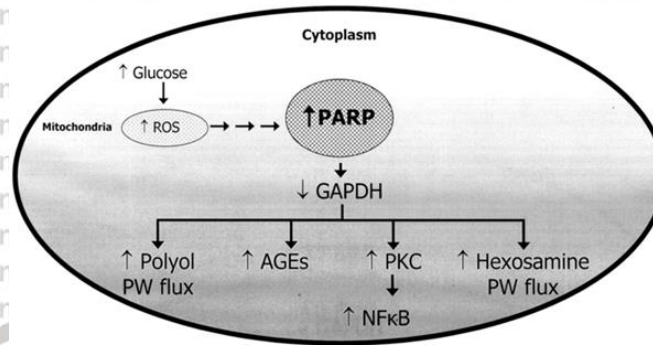 Cytoplasm
↑ Glucose
Mitochondria
↑ ROS
↑PARP
↓ GAPDH
↑ Polyol
PW flux
↑ AGEs
↑ PKC
↑ Hexosamine
PW flux
↑ NFκB